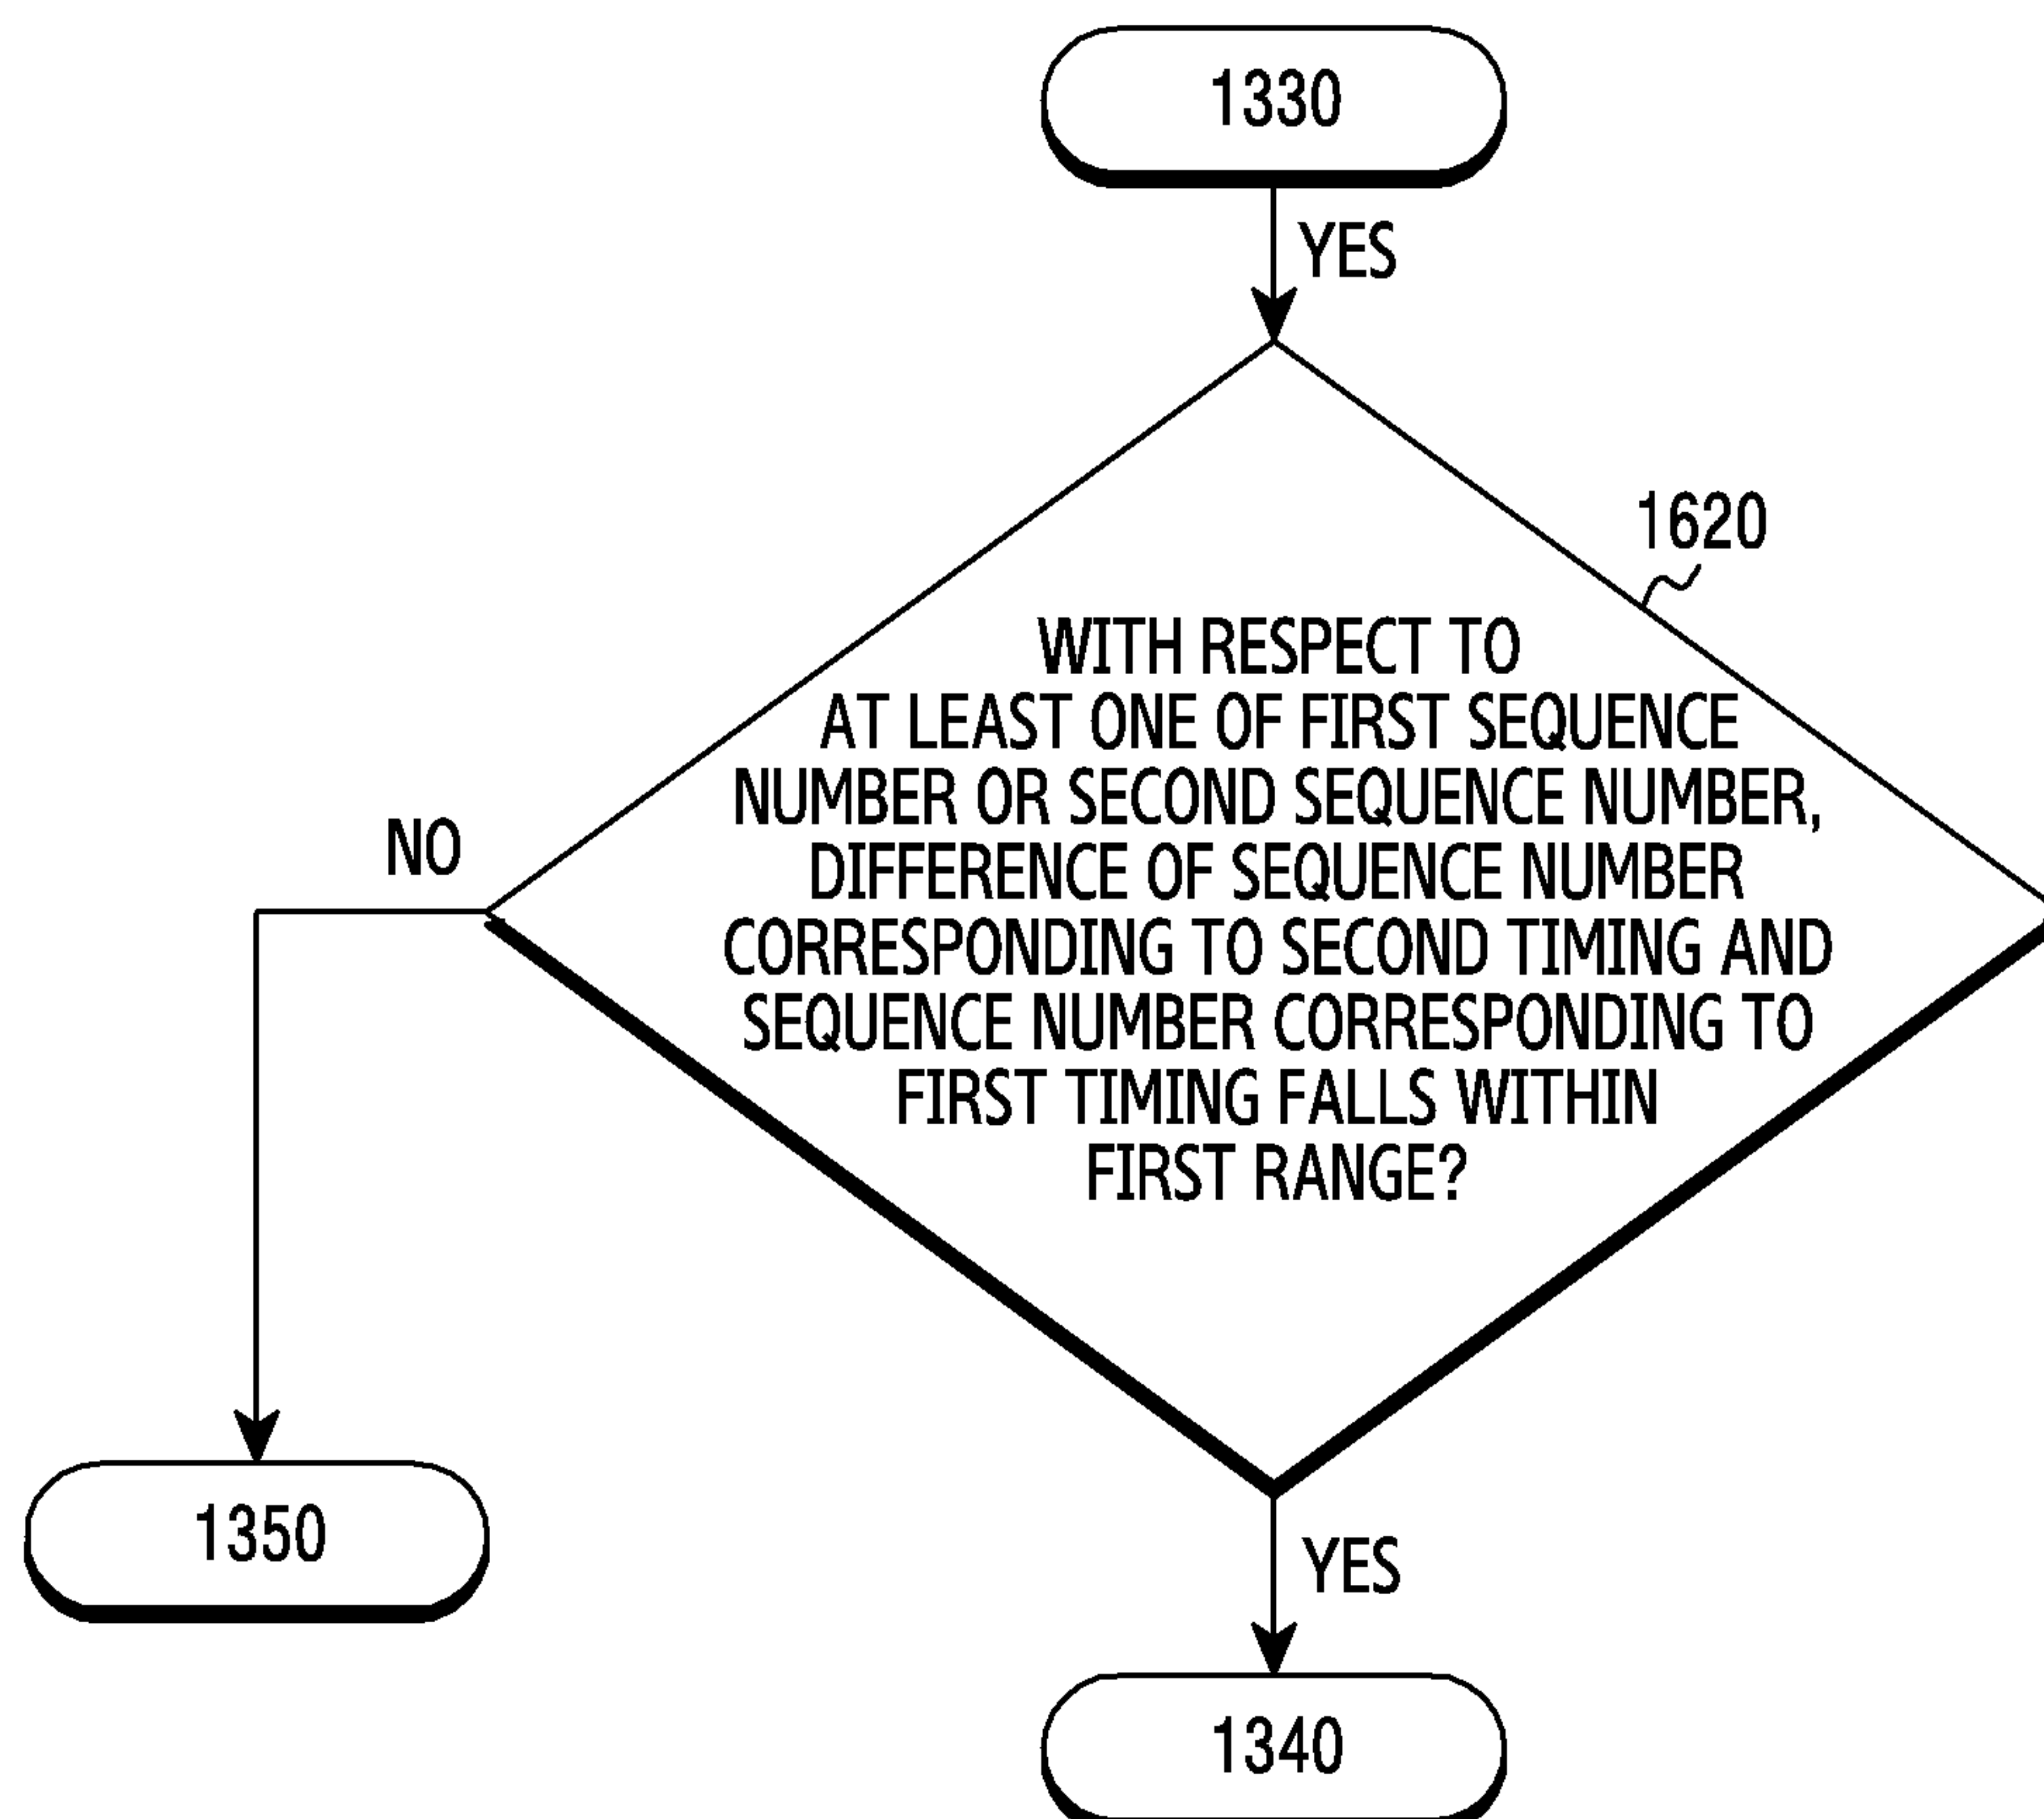 1330
YES
1620
WITH RESPECT TO
AT LEAST ONE OF FIRST SEQUENCE
NUMBER OR SECOND SEQUENCE NUMBER,
DIFFERENCE OF SEQUENCE NUMBER
CORRESPONDING TO SECOND TIMING AND
SEQUENCE NUMBER CORRESPONDING TO
FIRST TIMING FALLS WITHIN
FIRST RANGE?
NO
1350
YES
1340